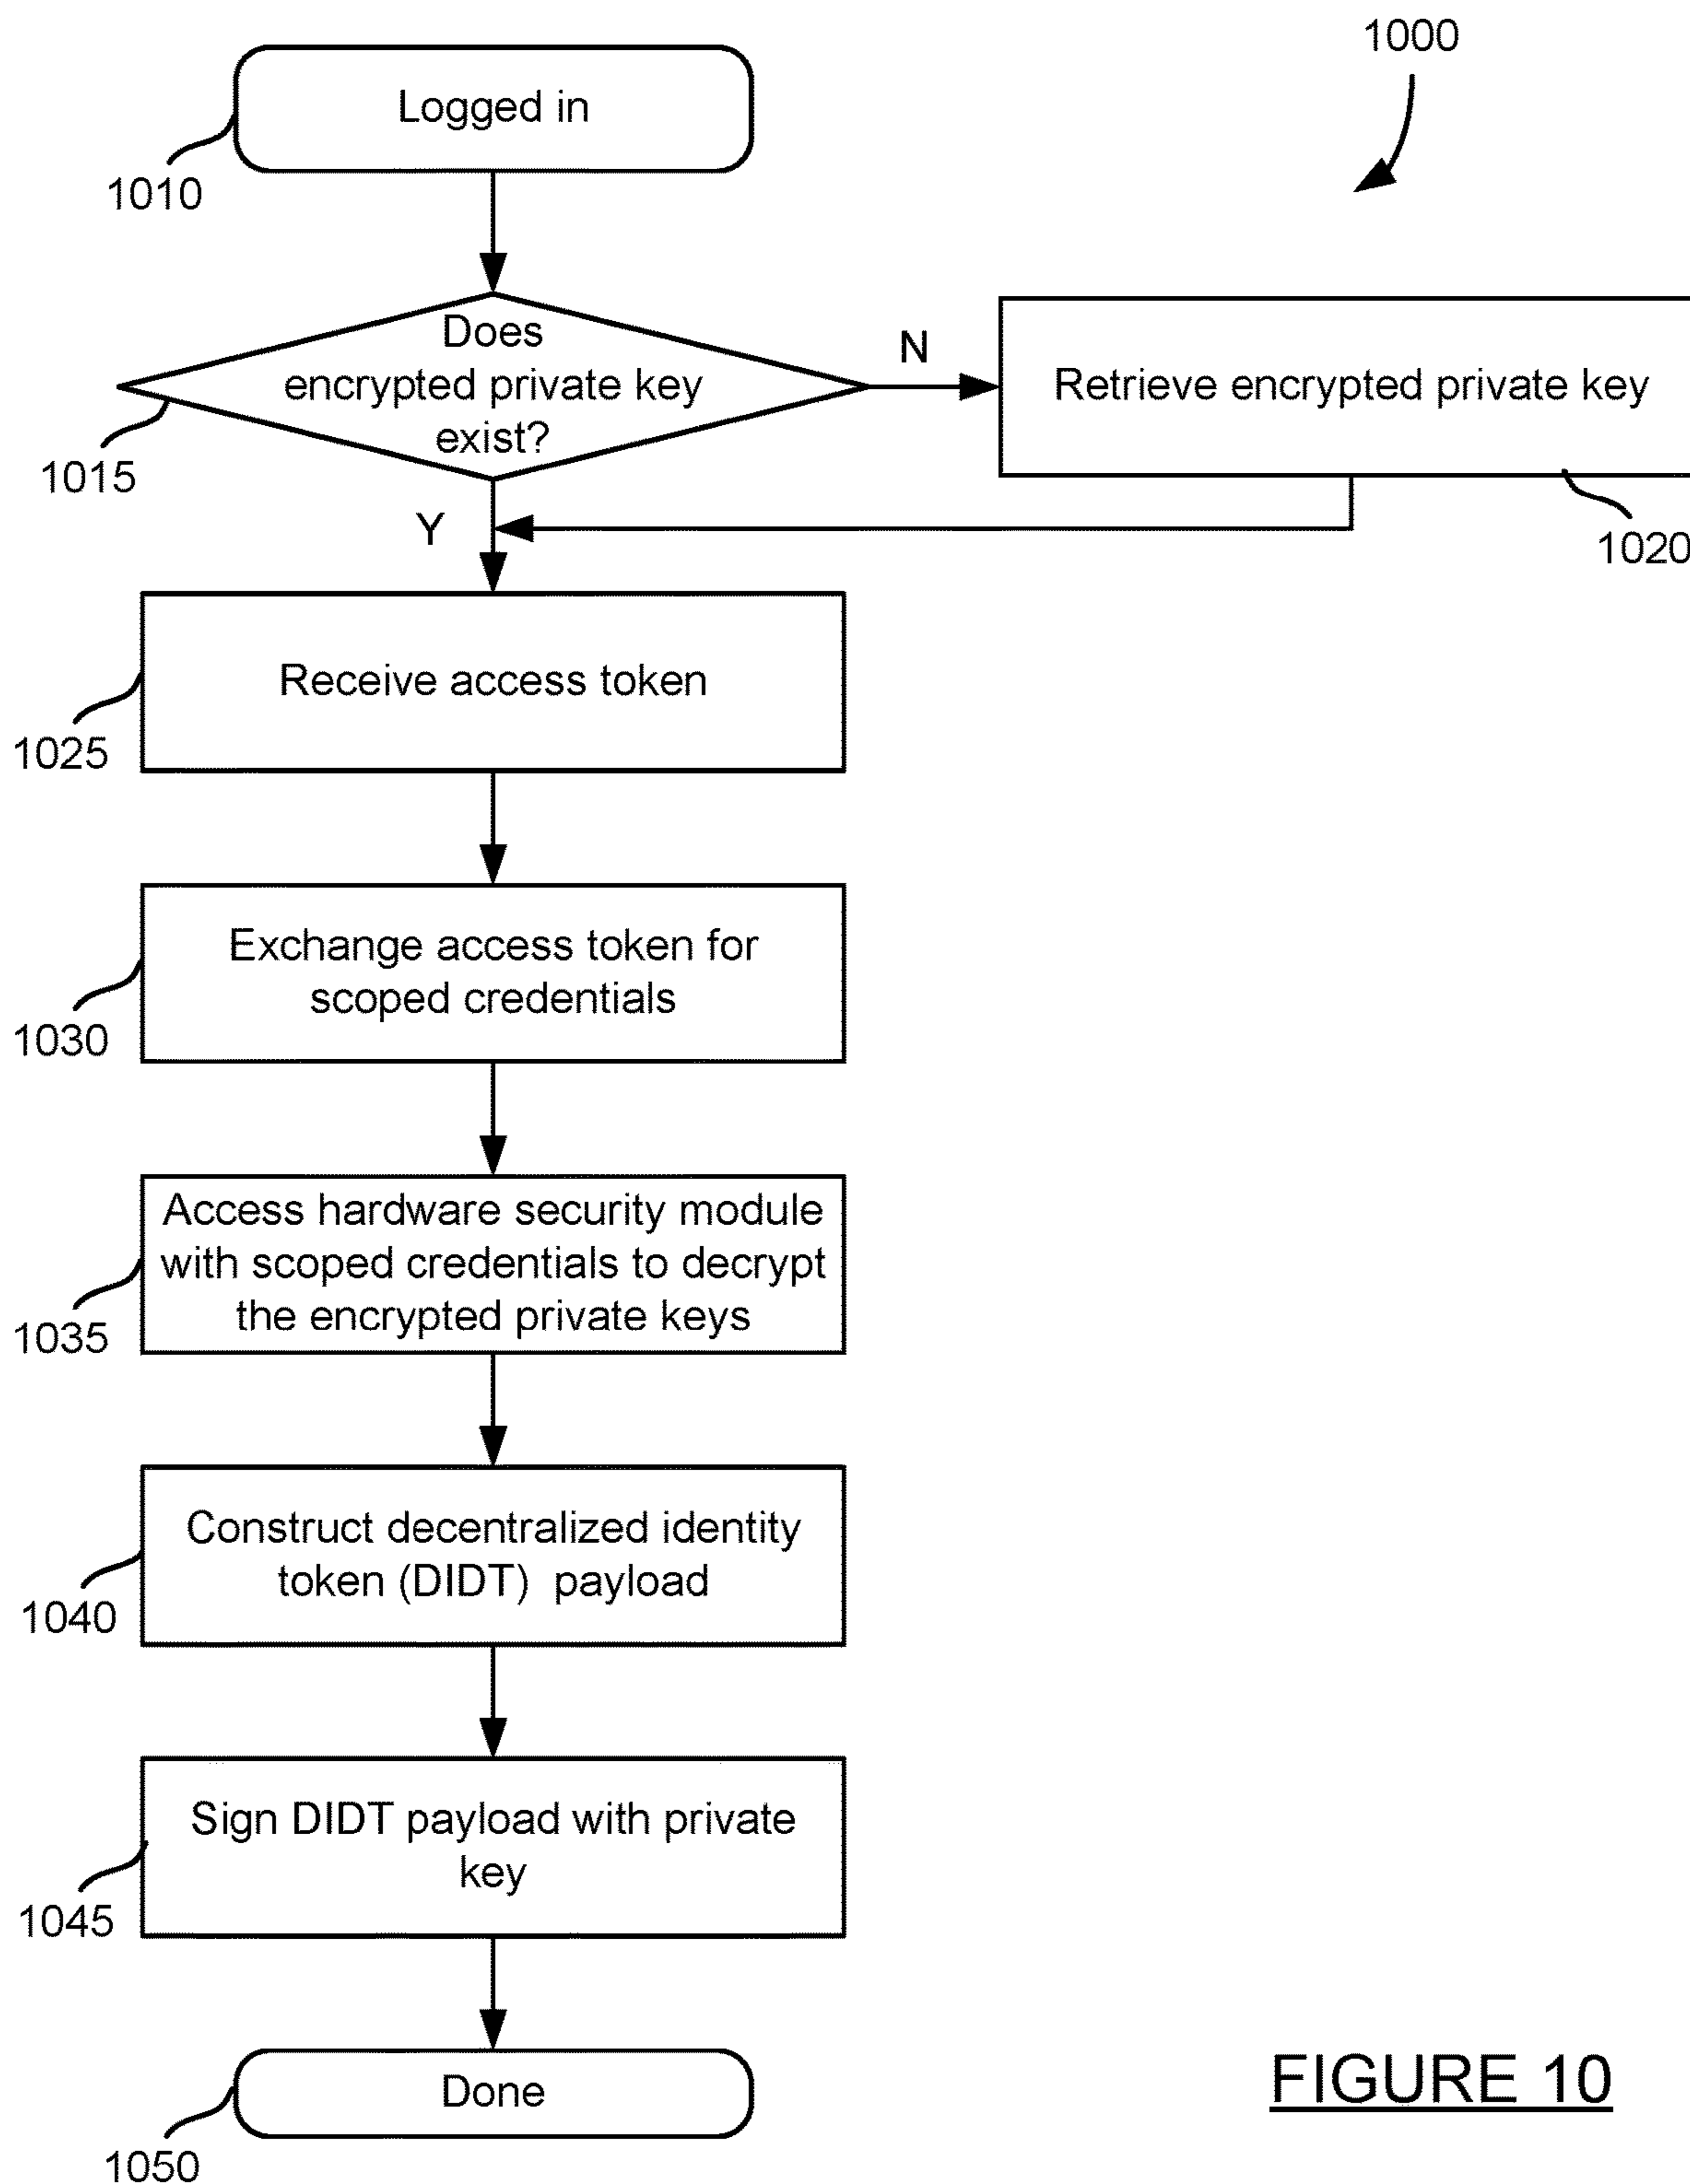 1000
Logged in
1010
Does
encrypted private key
exist?
N
Retrieve encrypted private key
1015
Y
1020
Receive access token
1025
Exchange access token for
scoped credentials
1030
Access hardware security module
with scoped credentials to decrypt
the encrypted private keys
1035
Construct decentralized identity
token (DIDT) payload
1040
Sign DIDT payload with private
key
1045
Done
1050
FIGURE 10